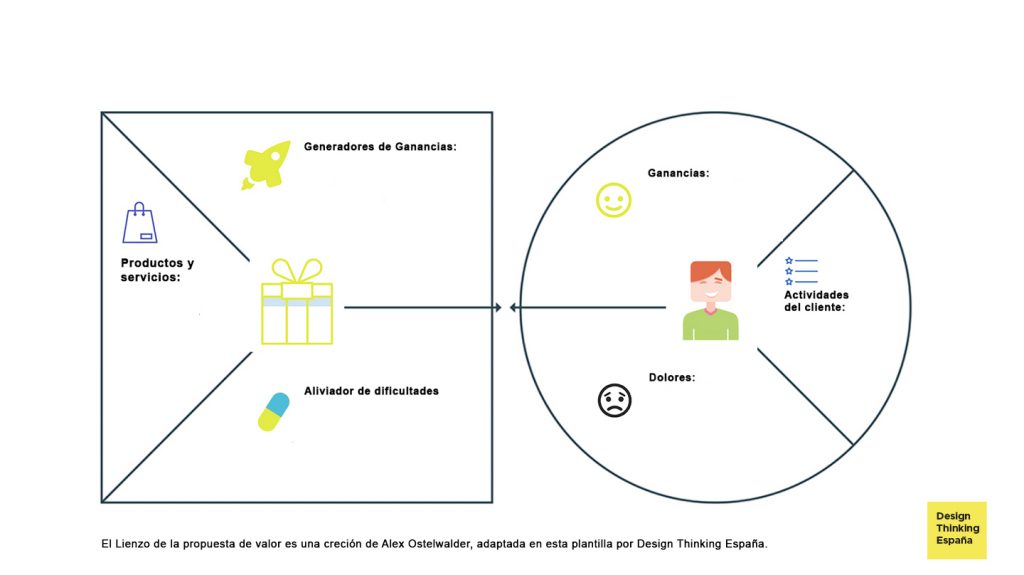 Generadores de Ganancias:
Productos y
servicios:
Aliviador de dificultades
Ganancias:
Actividades
del cliente:
Dolores:
El Lienzo de la propuesta de valor es una creción de Alex Ostelwalder, adaptada en esta plantilla por Design Thinking España.
Design
Thinking
España